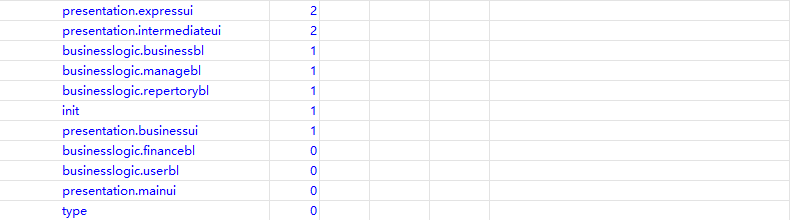 presentation.expressui 2
presentation.intermediateui 2
businesslogic.businessbl 1
businesslogic.managebl 1
businesslogic.repertorybl 1
init 1
presentation.businessui 1
businesslogic.financebl 0
businesslogic.userbl 0
presentation.mainui 0
type 0